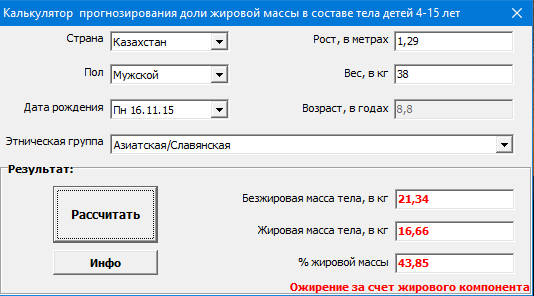 Калькулятор прогнозирования доли жировой массы в составе тела детей 4-15 лет
Страна Казахстан Рост, в метрах 1,29
Пол Мужской Вес, в кг 38
Дата рождения Пн 16.11.15 Возраст, в годах 8,8
Этническая группа Азиатская/Славянская
Результат:
Рассчитать
Безжировая масса тела, в кг 21,34
Жировая масса тела, в кг 16,66
Инфо
% жировой массы 43,85
Ожирение за счет жирового компонента